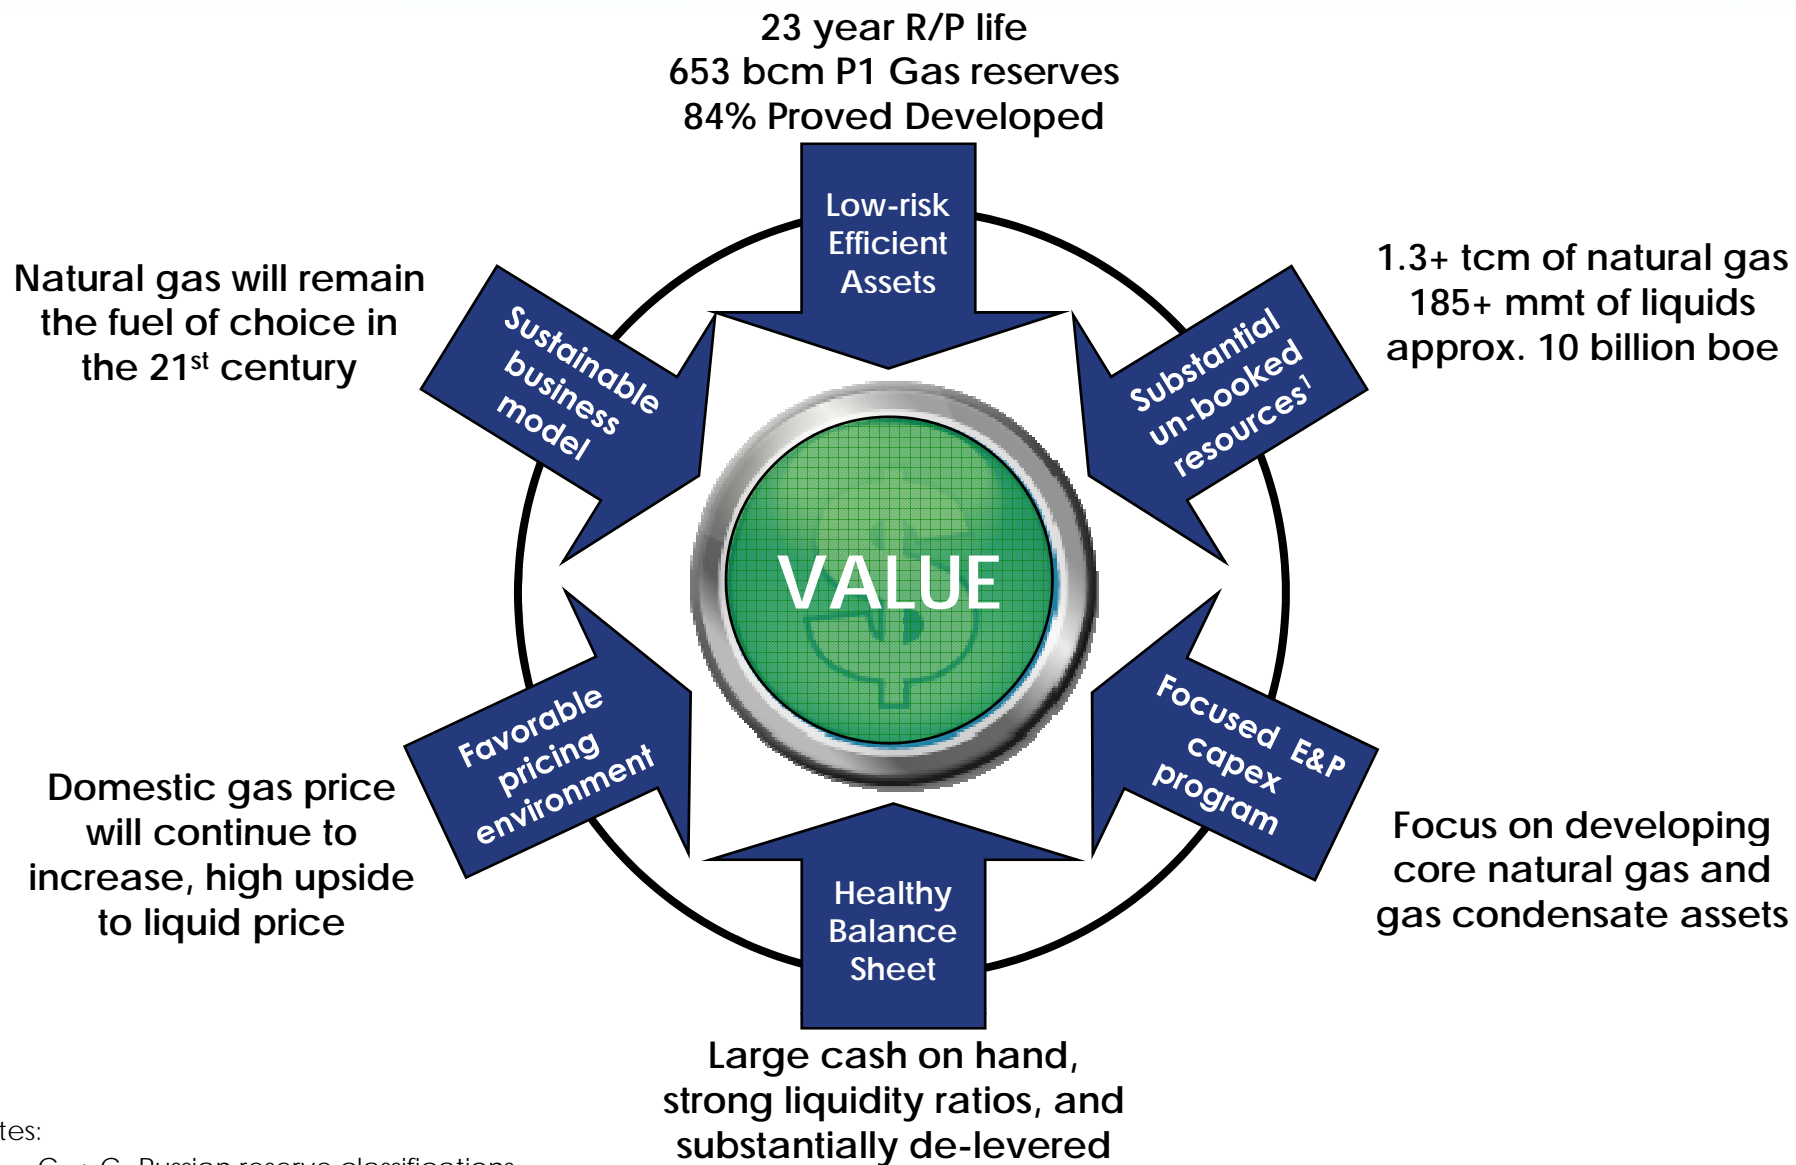 23 year R/P life
653 bcm P1 Gas reserves
84% Proved Developed
Low-risk
Efficient
Assets
Natural gas will remain
the fuel of choice in
the 21st century
Sustainable
business
model
1.3+ tcm of natural gas
185+ mmt of liquids
approx. 10 billion boe
Substantial
un-booked
resources1
VALUE
Favorable
pricing
environment
Domestic gas price
will continue to
increase, high upside
to liquid price
Focused E&P
capex
program
Focus on developing
core natural gas and
gas condensate assets
Healthy
Balance
Sheet
Large cash on hand,
strong liquidity ratios, and
substantially de-levered
tes:
Russian reserve classifications